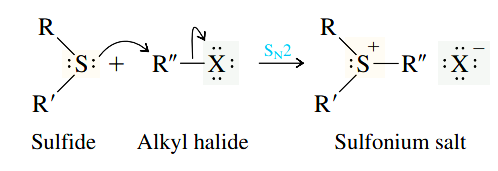 R R
:S: + R″—Ẍ: SN2 :S⁺—R″ :Ẍ:⁻
R′ R′
Sulfide Alkyl halide Sulfonium salt